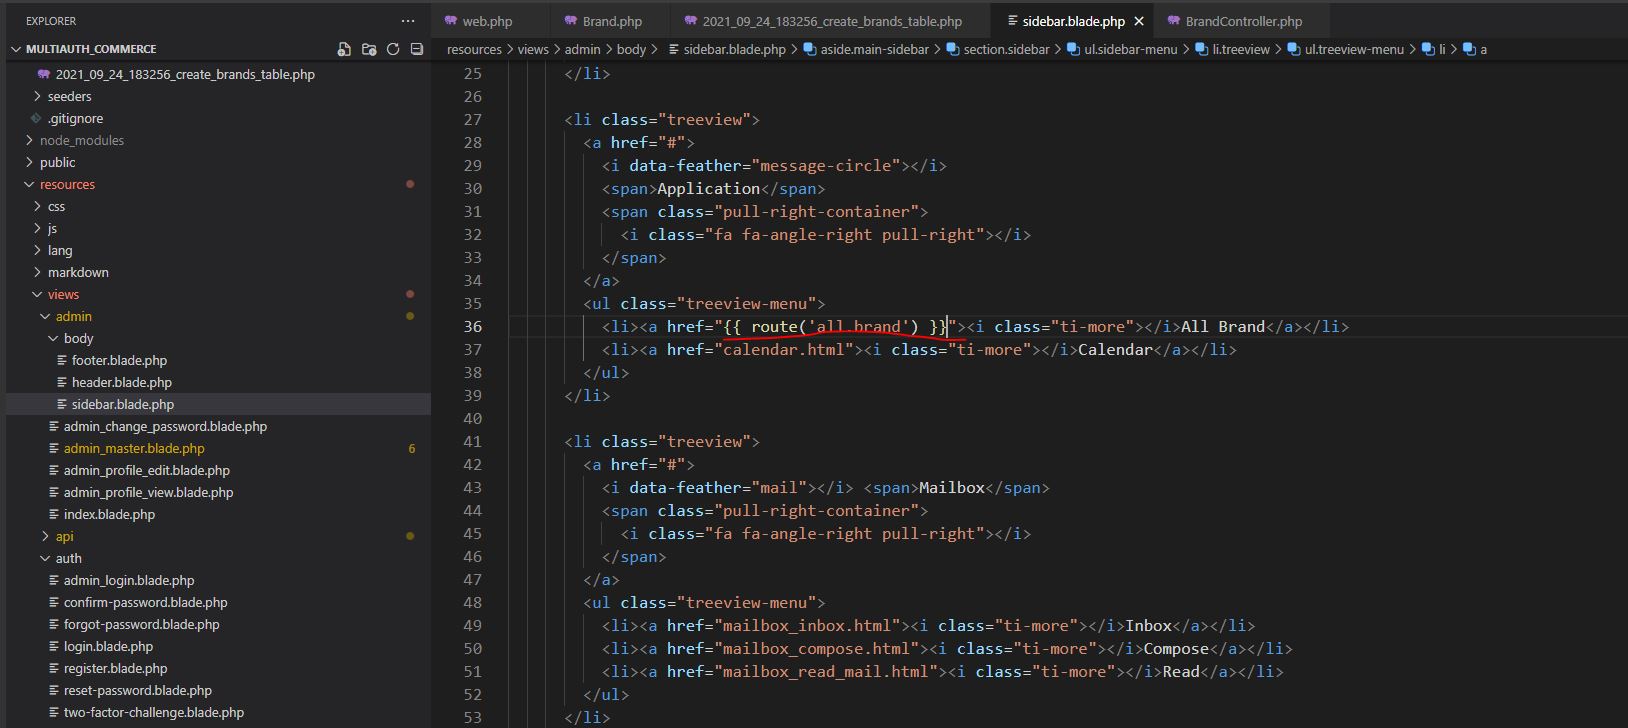 EXPLORER
MULTIAUTH_COMMERCE
2021_09_24_183256_create_brands_table.php
seeders
.gitignore
node_modules
public
resources
css
js
lang
markdown
views
admin
body
footer.blade.php
header.blade.php
sidebar.blade.php
admin_change_password.blade.php
admin_master.blade.php 6
admin_profile_edit.blade.php
admin_profile_view.blade.php
index.blade.php
api
auth
admin_login.blade.php
confirm-password.blade.php
forgot-password.blade.php
login.blade.php
register.blade.php
reset-password.blade.php
two-factor-challenge.blade.php
web.php Brand.php 2021_09_24_183256_create_brands_table.php sidebar.blade.php BrandController.php
resources > views > admin > body > sidebar.blade.php > aside.main-sidebar > section.sidebar > ul.sidebar-menu > li.treeview > ul.treeview-menu > li > a
25 </li>
26
27 <li class="treeview">
28 <a href="#">
29 <i data-feather="message-circle"></i>
30 <span>Application</span>
31 <span class="pull-right-container">
32 <i class="fa fa-angle-right pull-right"></i>
33 </span>
34 </a>
35 <ul class="treeview-menu">
36 <li><a href="{{ route('all.brand') }}"><i class="ti-more"></i>All Brand</a></li>
37 <li><a href="calendar.html"><i class="ti-more"></i>Calendar</a></li>
38 </ul>
39 </li>
40
41 <li class="treeview">
42 <a href="#">
43 <i data-feather="mail"></i> <span>Mailbox</span>
44 <span class="pull-right-container">
45 <i class="fa fa-angle-right pull-right"></i>
46 </span>
47 </a>
48 <ul class="treeview-menu">
49 <li><a href="mailbox_inbox.html"><i class="ti-more"></i>Inbox</a></li>
50 <li><a href="mailbox_compose.html"><i class="ti-more"></i>Compose</a></li>
51 <li><a href="mailbox_read_mail.html"><i class="ti-more"></i>Read</a></li>
52 </ul>
53 </li>